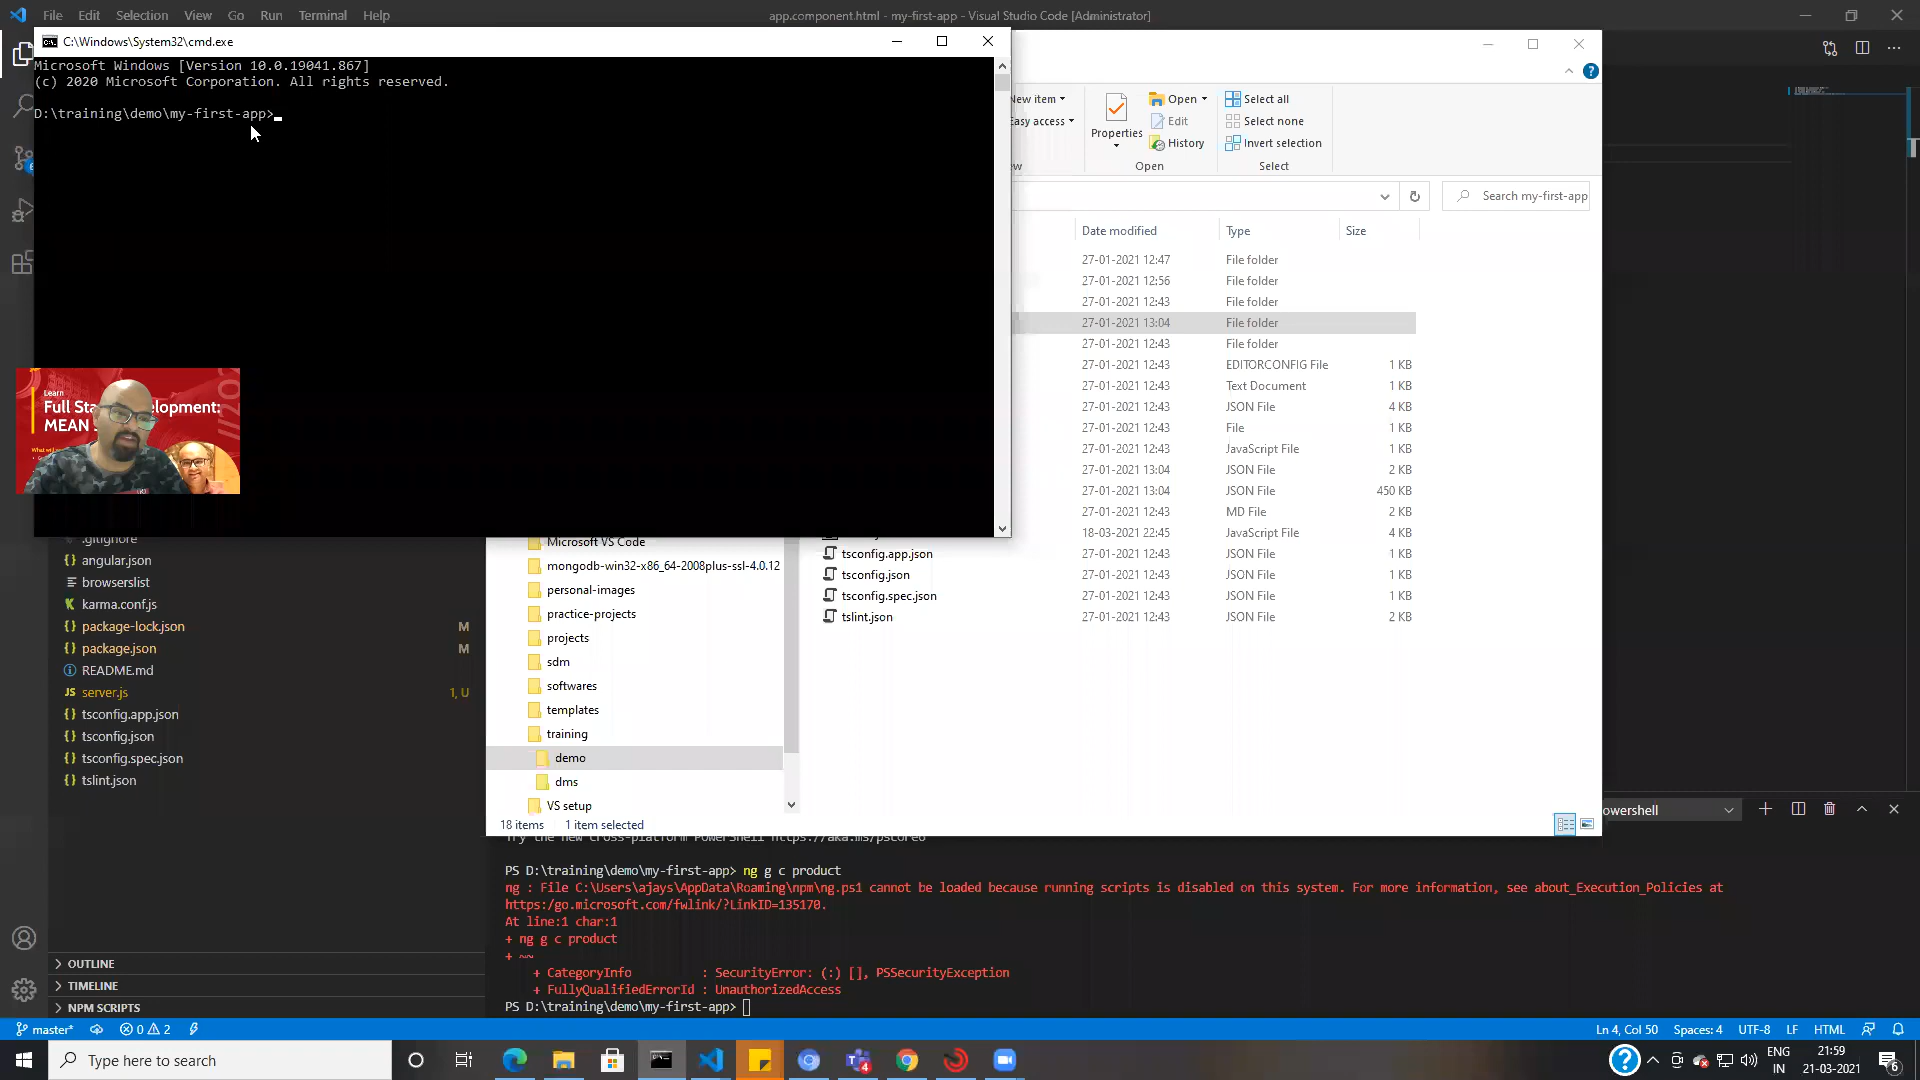 File Edit Selection View Go Run Terminal Help
app.component.html - my-first-app - Visual Studio Code [Administrator]
C:\Windows\System32\cmd.exe
Microsoft Windows [Version 10.0.19041.867]
(c) 2020 Microsoft Corporation. All rights reserved.
D:\training\demo\my-first-app>
New item
Easy access
Properties
Open
Edit
History
Open
Select all
Select none
Invert selection
Select
Search my-first-app
Date modified Type Size
27-01-2021 12:47 File folder
27-01-2021 12:56 File folder
27-01-2021 12:43 File folder
27-01-2021 13:04 File folder
27-01-2021 12:43 File folder
27-01-2021 12:43 EDITORCONFIG File 1 KB
27-01-2021 12:43 Text Document 1 KB
27-01-2021 12:43 JSON File 4 KB
27-01-2021 12:43 File 1 KB
27-01-2021 12:43 JavaScript File 1 KB
27-01-2021 13:04 JSON File 2 KB
27-01-2021 13:04 JSON File 450 KB
27-01-2021 12:43 MD File 2 KB
18-03-2021 22:45 JavaScript File 4 KB
tsconfig.app.json 27-01-2021 12:43 JSON File 1 KB
tsconfig.json 27-01-2021 12:43 JSON File 1 KB
tsconfig.spec.json 27-01-2021 12:43 JSON File 1 KB
tslint.json 27-01-2021 12:43 JSON File 2 KB
Learn
Full Sta lopment:
MEAN
Microsoft VS Code
mongodb-win32-x86_64-2008plus-ssl-4.0.12
personal-images
practice-projects
projects
sdm
softwares
templates
training
demo
dms
VS setup
18 items 1 item selected
.gitignore
angular.json
browserslist
karma.conf.js
package-lock.json M
package.json M
README.md
server.js 1, U
tsconfig.app.json
tsconfig.json
tsconfig.spec.json
tslint.json
OUTLINE
TIMELINE
NPM SCRIPTS
owershell
Try the new cross-platform PowerShell https://aka.ms/pscore6
PS D:\training\demo\my-first-app> ng g c product
ng : File C:\Users\ajays\AppData\Roaming\npm\ng.ps1 cannot be loaded because running scripts is disabled on this system. For more information, see about_Execution_Policies at
https:/go.microsoft.com/fwlink/?LinkID=135170.
At line:1 char:1
+ ng g c product
+ ~~
+ CategoryInfo : SecurityError: (:) [], PSSecurityException
+ FullyQualifiedErrorId : UnauthorizedAccess
PS D:\training\demo\my-first-app>
master* 0 2
Ln 4, Col 50 Spaces: 4 UTF-8 LF HTML
Type here to search
ENG
IN
21:59
21-03-2021